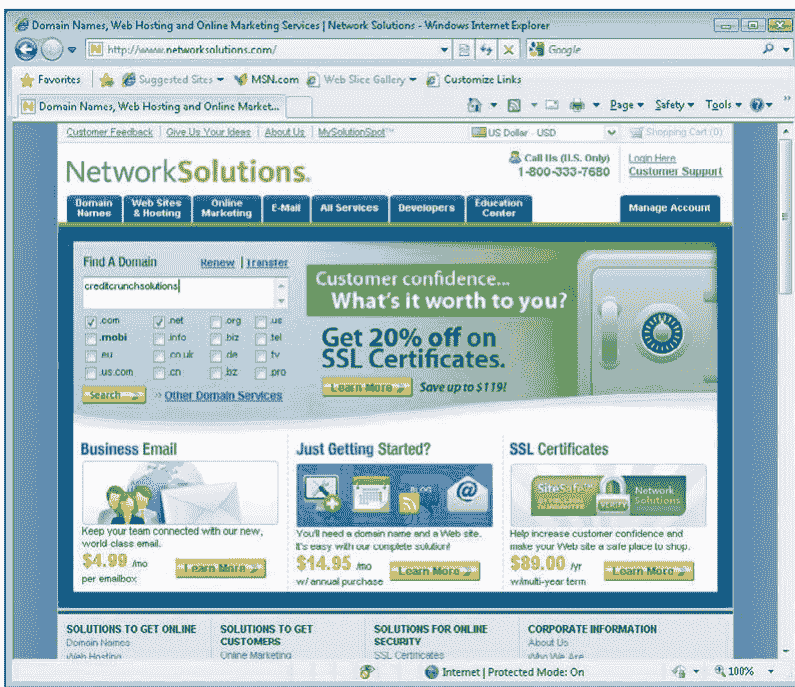 Domain Names, Web Hosting and Online Marketing Services | Network Solutions - Windows Internet Explorer
http://www.networksolutions.com/
Google
Favorites
Suggested Sites
MSN.com
Web Slice Gallery
Customize Links
Domain Names, Web Hosting and Online Market...
Page Safety Tools
Customer Feedback | Give Us Your Ideas | About Us | MySolutionSpot™
US Dollar - USD
Shopping Cart (0)
NetworkSolutions.
Call Us (U.S. Only)
1-800-333-7680
Login Here
Customer Support
Domain Names
Web Sites & Hosting
Online Marketing
E-Mail
All Services
Developers
Education Center
Manage Account
Find A Domain
Renew | Transfer
creditcrunchsolutions
.com .net .org .us
.mobi .info .biz .tel
.eu .co.uk .de .tv
.us.com .cn .bz .pro
Search
» Other Domain Services
Customer confidence...
What's it worth to you?
Get 20% off on
SSL Certificates.
Learn More
Save up to $119!
Business Email
Keep your team connected with our new,
world-class email.
$4.99 /mo
per emailbox
Learn More
Just Getting Started?
BLOG
You'll need a domain name and a Web site.
It's easy with our complete solution!
$14.95 /mo
w/ annual purchase
Learn More
SSL Certificates
SiteSafe™
VERIFY
Network Solutions
Help increase customer confidence and
make your Web site a safe place to shop.
$89.00 /yr
w/multi-year term
Learn More
SOLUTIONS TO GET ONLINE
Domain Names
Web Hosting
SOLUTIONS TO GET
CUSTOMERS
Online Marketing
SOLUTIONS FOR ONLINE
SECURITY
SSL Certificates
CORPORATE INFORMATION
About Us
Who We Are
Internet | Protected Mode: On
100%